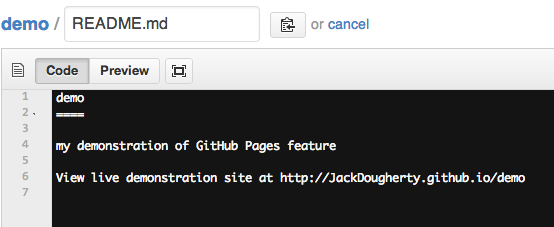 demo / README.md or cancel
Code Preview
1 demo
2 ====
3
4 my demonstration of GitHub Pages feature
5
6 View live demonstration site at http://JackDougherty.github.io/demo
7